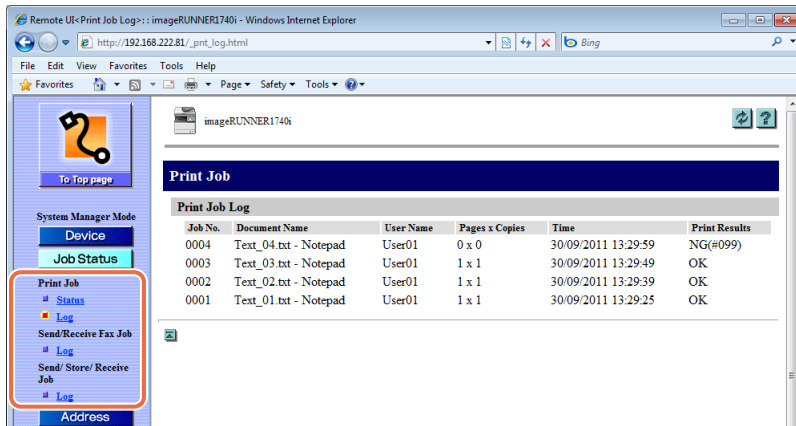 Remote UI<Print Job Log>: : imageRUNNER1740i - Windows Internet Explorer
http://192.168.222.81/_pnt_log.html
Bing
File Edit View Favorites Tools Help
Favorites Page Safety Tools
imageRUNNER1740i
To Top page
System Manager Mode
Device
Job Status
Print Job
Status
Log
Send/Receive Fax Job
Log
Send/ Store/ Receive
Job
Log
Address
Print Job
Print Job Log
Job No. Document Name User Name Pages x Copies Time Print Results
0004 Text_04.txt - Notepad User01 0 x 0 30/09/2011 13:29:59 NG(#099)
0003 Text_03.txt - Notepad User01 1 x 1 30/09/2011 13:29:49 OK
0002 Text_02.txt - Notepad User01 1 x 1 30/09/2011 13:29:39 OK
0001 Text_01.txt - Notepad User01 1 x 1 30/09/2011 13:29:25 OK